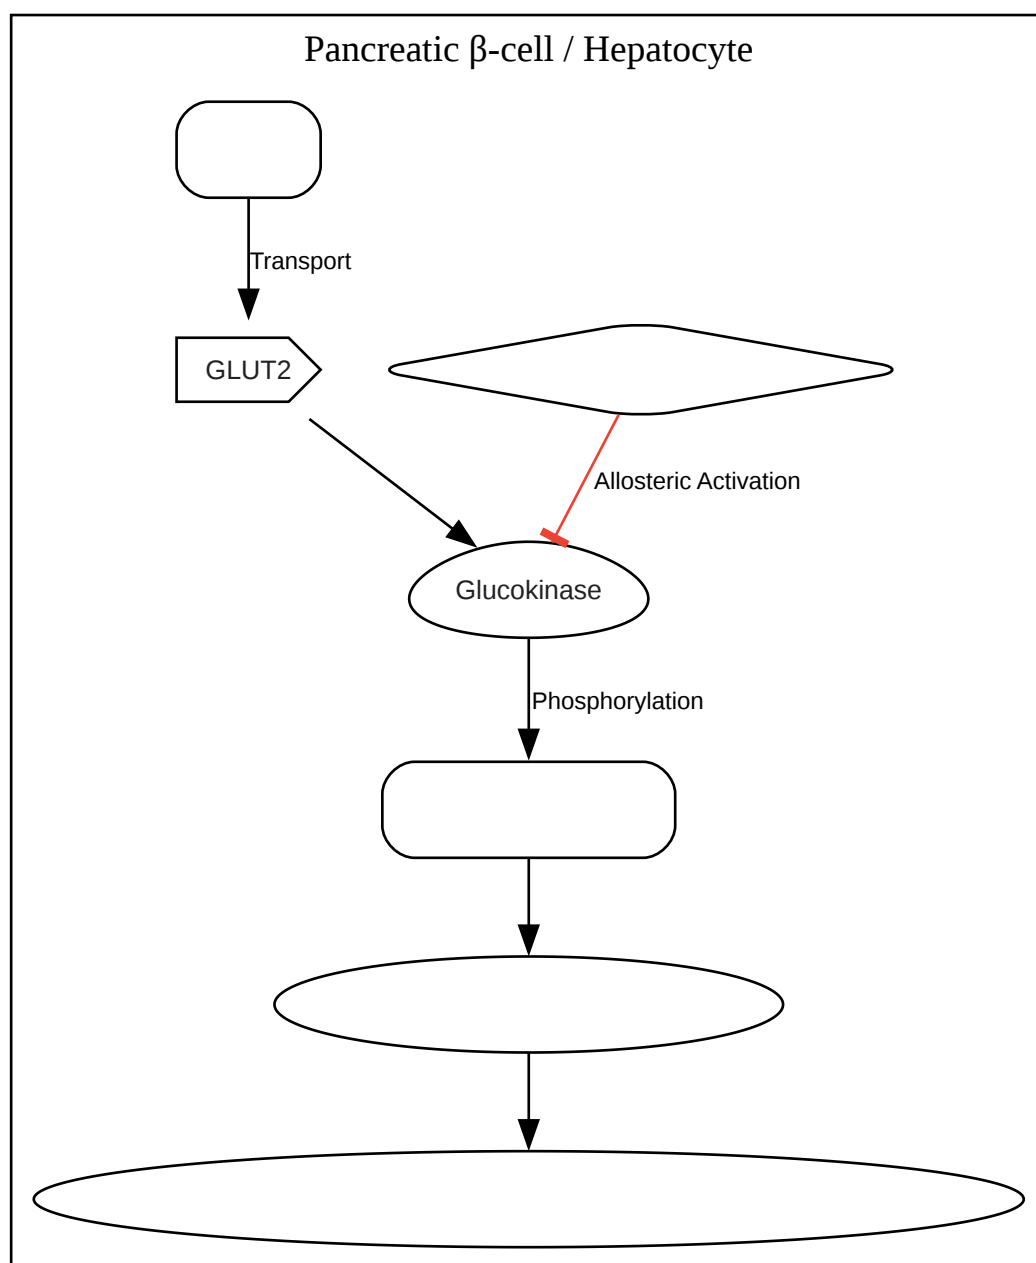 Pancreatic β-cell / Hepatocyte
Transport
GLUT2
Allosteric Activation
Glucokinase
Phosphorylation